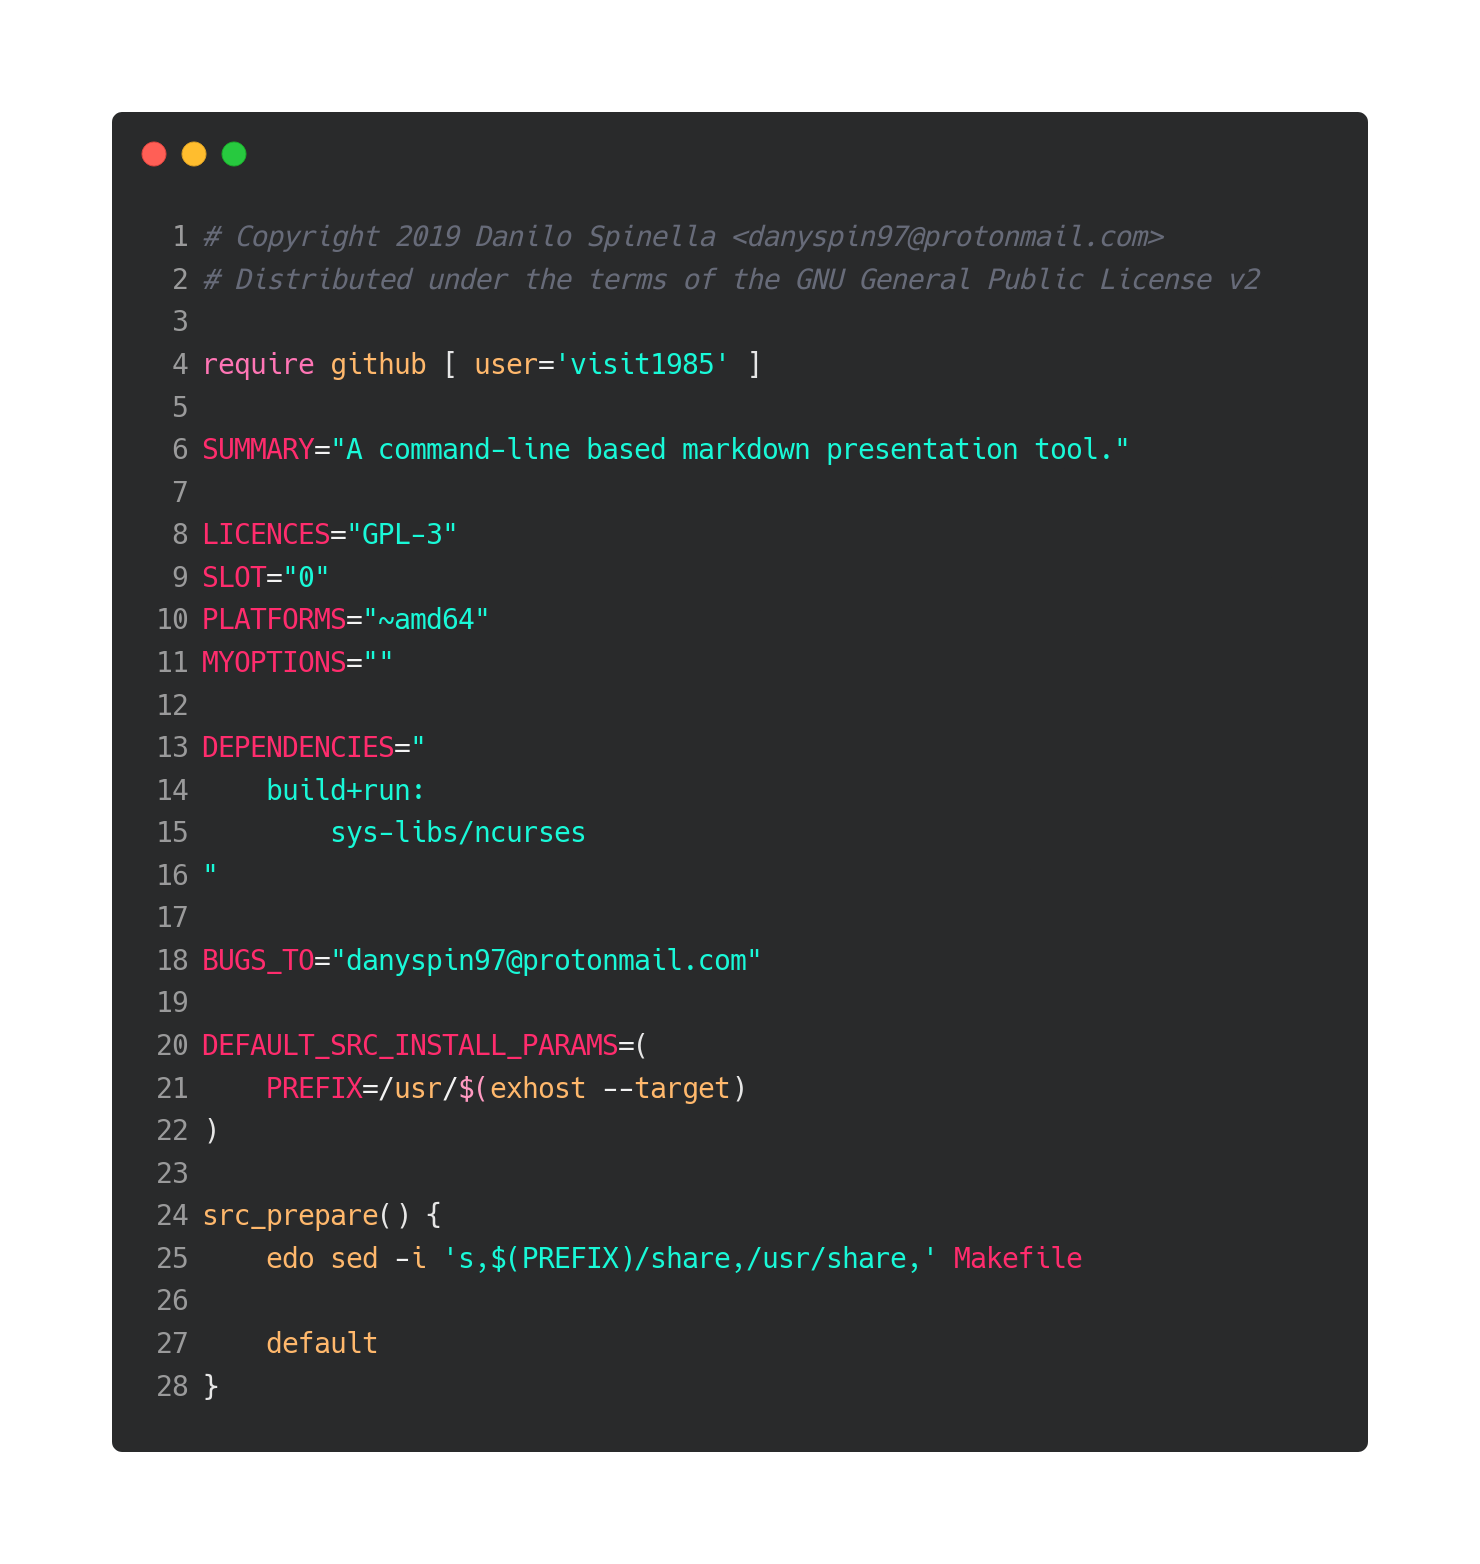 1 # Copyright 2019 Danilo Spinella <danyspin97@protonmail.com>
2 # Distributed under the terms of the GNU General Public License v2
3
4 require github [ user='visit1985' ]
5
6 SUMMARY="A command-line based markdown presentation tool."
7
8 LICENCES="GPL-3"
9 SLOT="0"
10 PLATFORMS="~amd64"
11 MYOPTIONS=""
12
13 DEPENDENCIES="
14     build+run:
15         sys-libs/ncurses
16 "
17
18 BUGS_TO="danyspin97@protonmail.com"
19
20 DEFAULT_SRC_INSTALL_PARAMS=(
21     PREFIX=/usr/$(exhost --target)
22 )
23
24 src_prepare() {
25     edo sed -i 's,$(PREFIX)/share,/usr/share,' Makefile
26
27     default
28 }